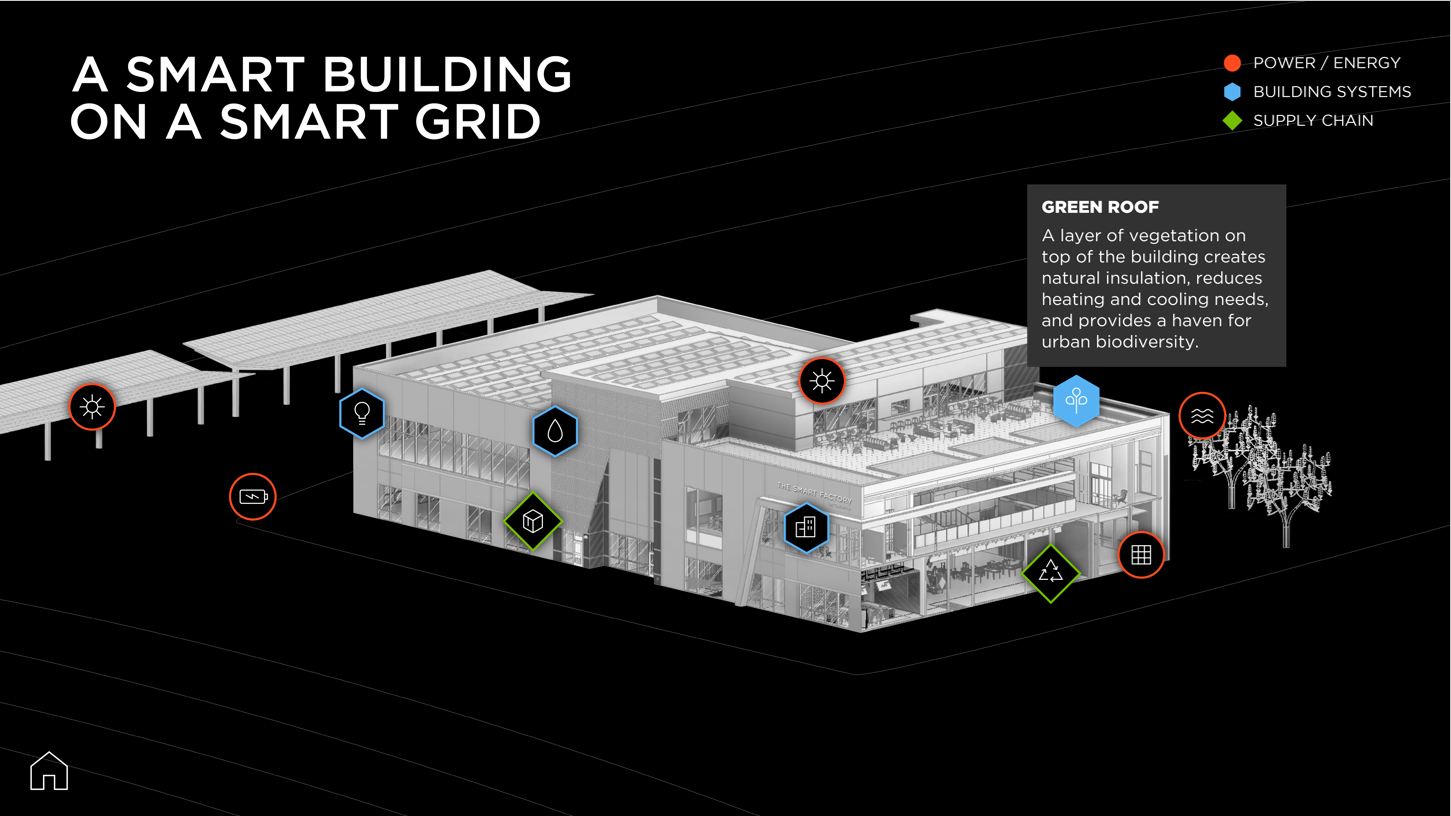 A SMART BUILDING
ON A SMART GRID
POWER / ENERGY
BUILDING SYSTEMS
SUPPLY CHAIN
GREEN ROOF
A layer of vegetation on
top of the building creates
natural insulation, reduces
heating and cooling needs,
and provides a haven for
urban biodiversity.
THE SMART FACTORY